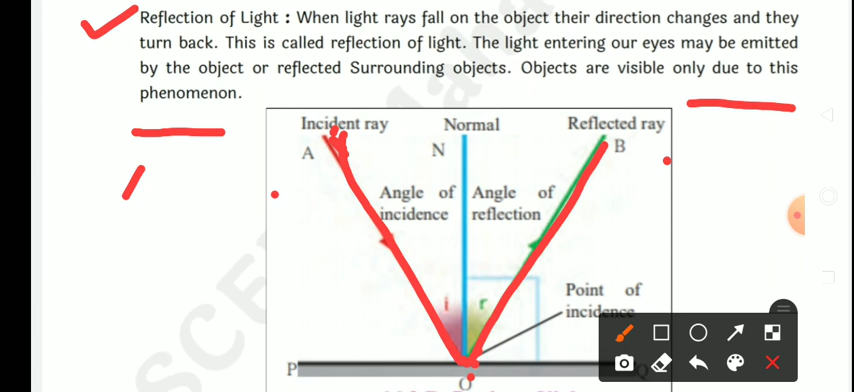 Reflection of Light : When light rays fall on the object their direction changes and they
turn back. This is called reflection of light. The light entering our eyes may be emitted
by the object or reflected Surrounding objects. Objects are visible only due to this
phenomenon.
Incident ray Normal Reflected ray
A N B
Angle of Angle of
incidence reflection
Point of
incidence
i r
P Q
O